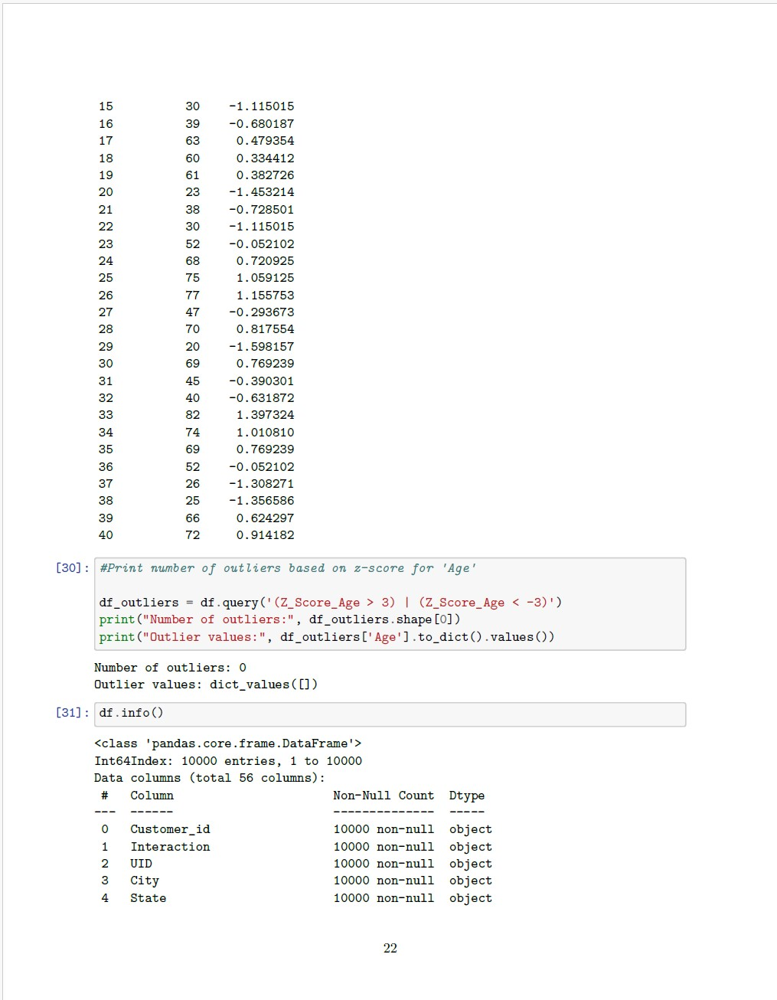 15 30 -1.115015
16 39 -0.680187
17 63 0.479354
18 60 0.334412
19 61 0.382726
20 23 -1.453214
21 38 -0.728501
22 30 -1.115015
23 52 -0.052102
24 68 0.720925
25 75 1.059125
26 77 1.155753
27 47 -0.293673
28 70 0.817554
29 20 -1.598157
30 69 0.769239
31 45 -0.390301
32 40 -0.631872
33 82 1.397324
34 74 1.010810
35 69 0.769239
36 52 -0.052102
37 26 -1.308271
38 25 -1.356586
39 66 0.624297
40 72 0.914182
[30]: #Print number of outliers based on z-score for 'Age'
df_outliers = df.query('(Z_Score_Age > 3) | (Z_Score_Age < -3)')
print("Number of outliers:", df_outliers.shape[0])
print("Outlier values:", df_outliers['Age'].to_dict().values())
Number of outliers: 0
Outlier values: dict_values([])
[31]: df.info()
<class 'pandas.core.frame.DataFrame'>
Int64Index: 10000 entries, 1 to 10000
Data columns (total 56 columns):
# Column Non-Null Count Dtype
--- ------ -------------- -----
0 Customer_id 10000 non-null object
1 Interaction 10000 non-null object
2 UID 10000 non-null object
3 City 10000 non-null object
4 State 10000 non-null object
22